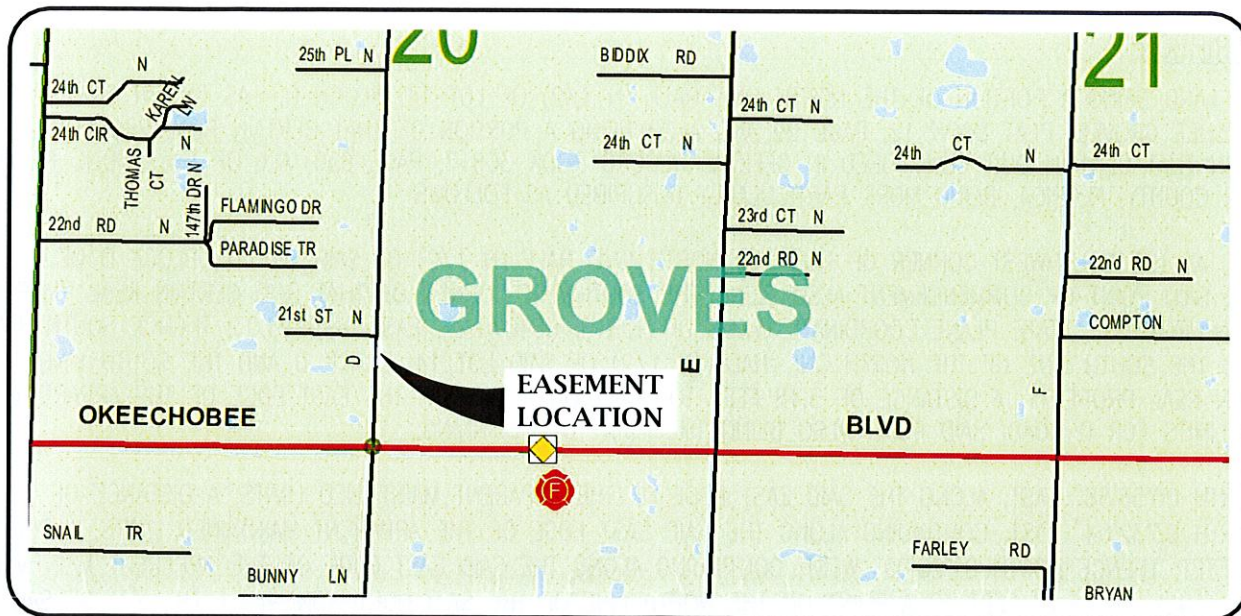 20
21
25th PL N
BIDDIX RD
N
24th CT
KAREN
LN
24th CT N
24th CIR
N
THOMAS
CT
24th CT N
24th CT N
24th CT
147th DR N
FLAMINGO DR
23rd CT N
22nd RD N
PARADISE TR
22nd RD N
22nd RD N
GROVES
21st ST N
COMPTON
D
E
F
EASEMENT
LOCATION
OKEECHOBEE
BLVD
F
SNAIL TR
FARLEY RD
BUNNY LN
BRYAN